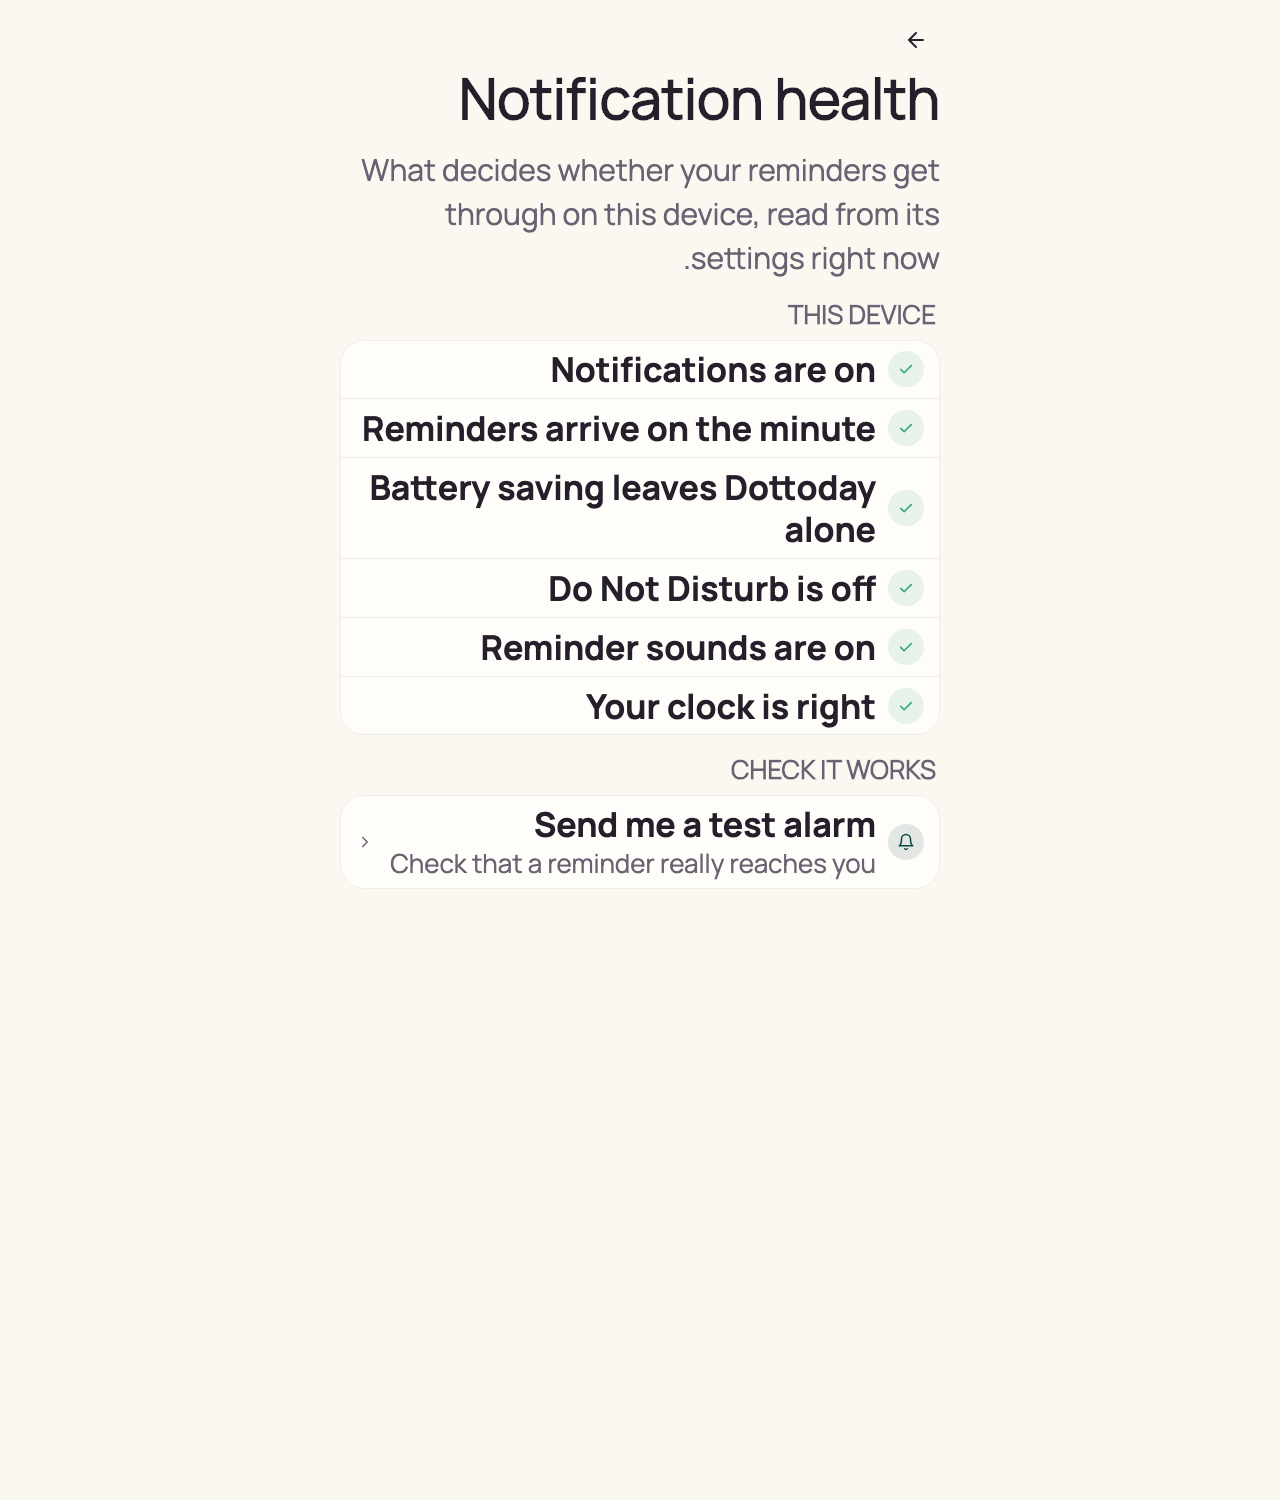 Notification health
What decides whether your reminders get
through on this device, read from its
.settings right now
THIS DEVICE
Notifications are on
Reminders arrive on the minute
Battery saving leaves Dottoday
alone
Do Not Disturb is off
Reminder sounds are on
Your clock is right
CHECK IT WORKS
Send me a test alarm
Check that a reminder really reaches you